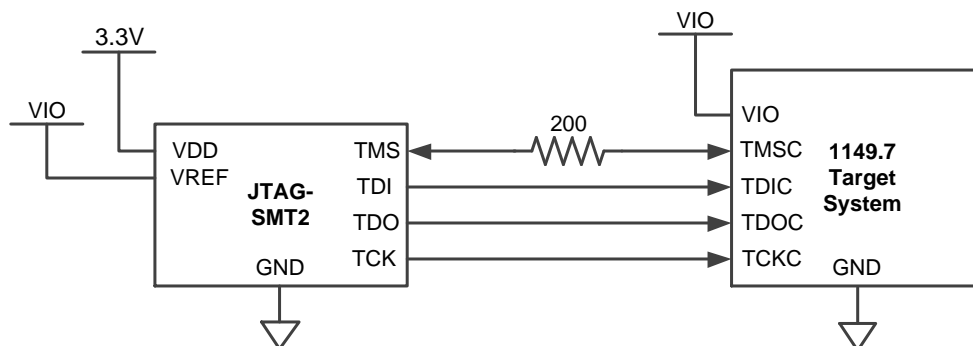 3.3V
VIO
VDD
VREF
JTAG-
SMT2
GND
TMS
TDI
TDO
TCK
200
VIO
VIO
TMSC
TDIC
TDOC
TCKC
1149.7
Target
System
GND